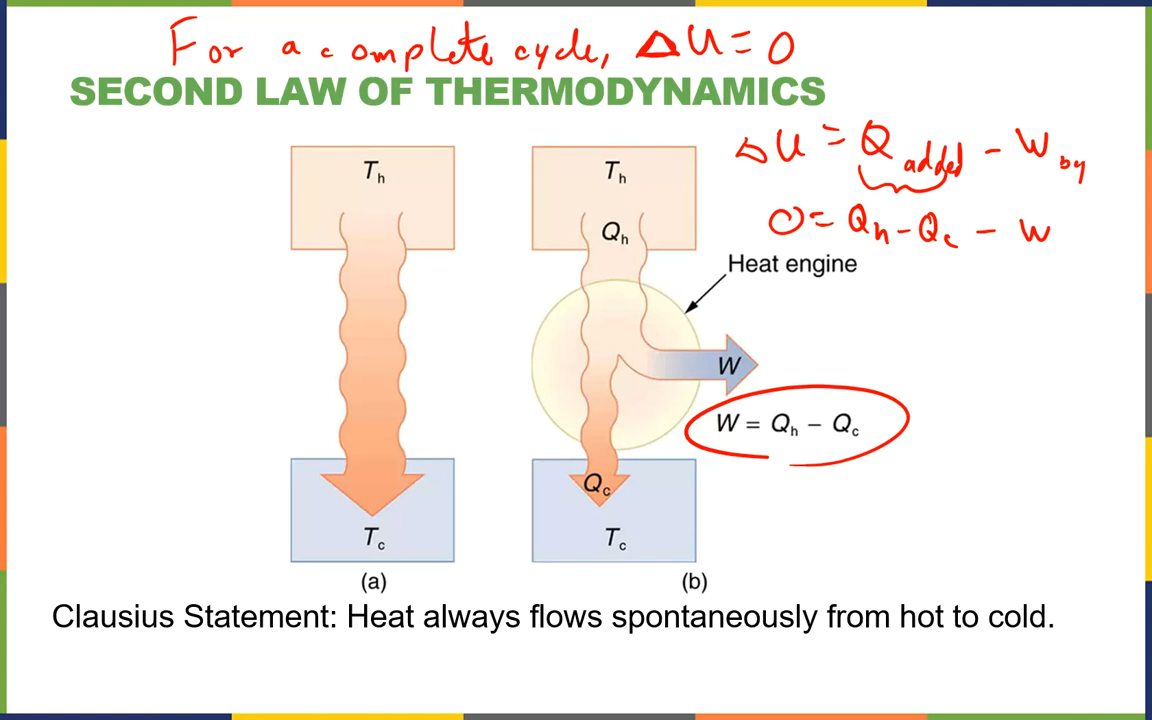 For a complete cycle, ΔU = 0
SECOND LAW OF THERMODYNAMICS
ΔU = Q added - W by
0 = Qh - Qc - W
Th
Th
Qh
Heat engine
W
W = Qh − Qc
Qc
Tc
Tc
(a)
(b)
Clausius Statement: Heat always flows spontaneously from hot to cold.